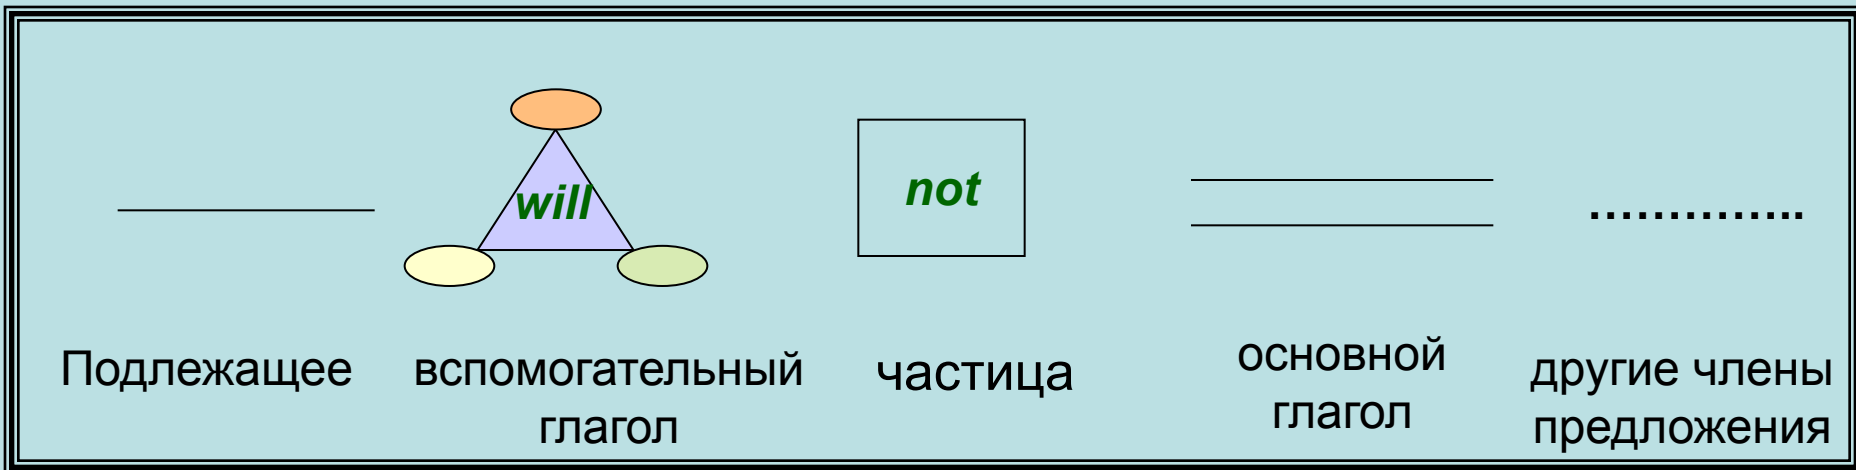 will
not
…………..
Подлежащее
вспомогательный
глагол
частица
основной
глагол
другие члены
предложения